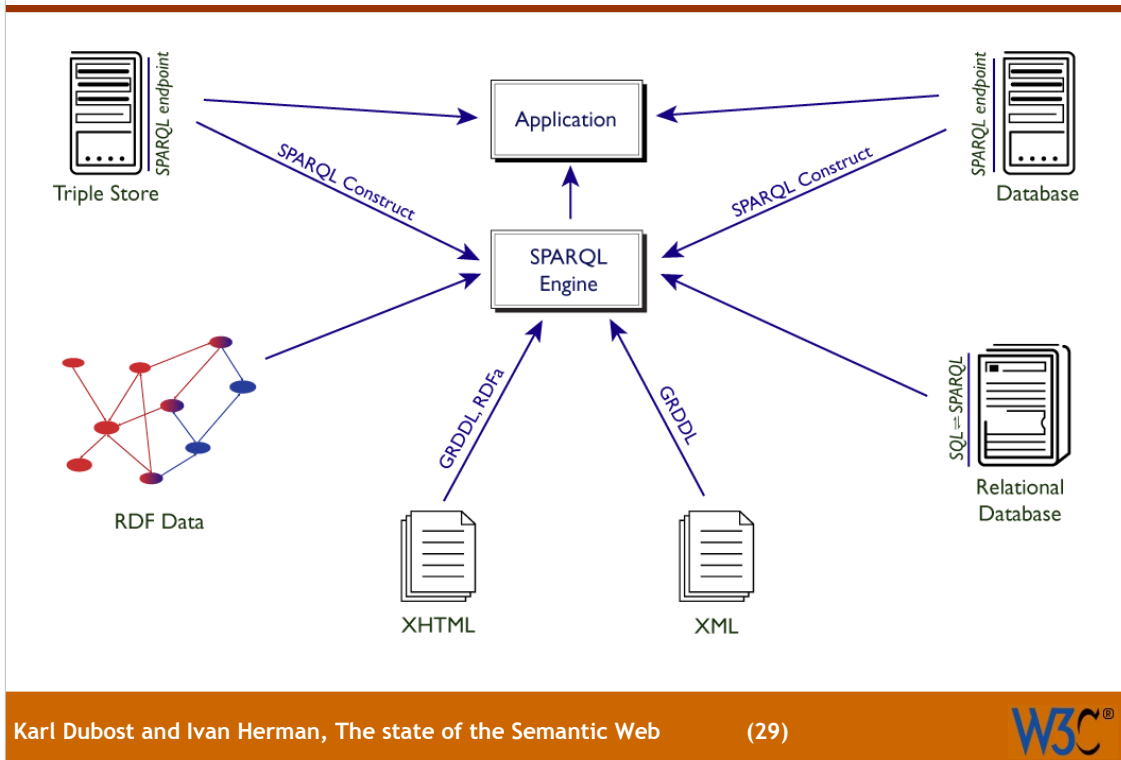 SPARQL endpoint
Triple Store
Application
SPARQL endpoint
Database
SPARQL Construct
SPARQL Construct
SPARQL
Engine
RDF Data
GRDDL, RDFa
GRDDL
SQL ⇌ SPARQL
Relational
Database
XHTML
XML
Karl Dubost and Ivan Herman, The state of the Semantic Web (29)
W3C®